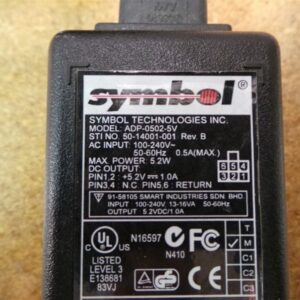 symbol ®
SYMBOL TECHNOLOGIES INC.
MODEL: ADP-0502-5V
STI NO. 50-14001-001 Rev. B
AC INPUT: 100-240V~
50-60Hz 0.5A(MAX.)
MAX. POWER: 5.2W
DC OUTPUT
PIN1,2 : +5.2V⎓1.0A
PIN3,4 : N.C. PIN5,6 : RETURN
6 5 4
3 2 1
91-58105 SMART INDUSTRIES SDN. BHD
INPUT: 100-240V 13-16VA 50-60Hz
OUTPUT 5.2VDC/1.0A
C UL US
LISTED
LEVEL 3
E138681
83VJ
N16597
N410
FC
T
M
C1
C2
C3
GS